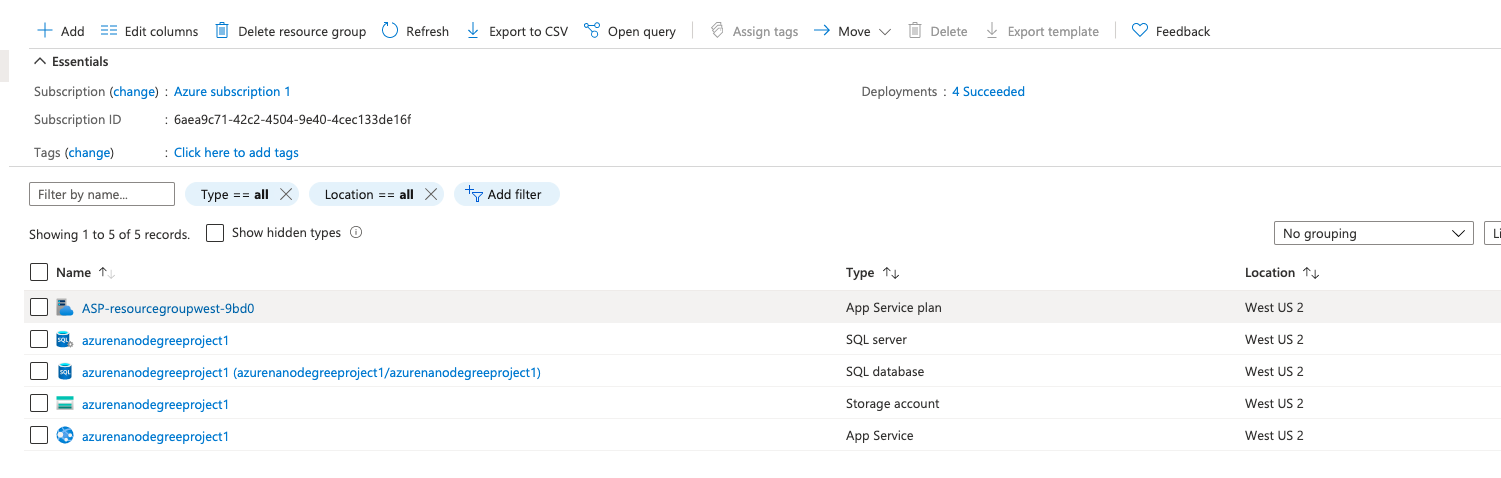 Add Edit columns Delete resource group Refresh Export to CSV Open query Assign tags Move Delete Export template Feedback
Essentials
Subscription (change) : Azure subscription 1 Deployments : 4 Succeeded
Subscription ID : 6aea9c71-42c2-4504-9e40-4cec133de16f
Tags (change) : Click here to add tags
Filter by name... Type == all Location == all Add filter
Showing 1 to 5 of 5 records. Show hidden types No grouping Li
Name Type Location
ASP-resourcegroupwest-9bd0 App Service plan West US 2
azurenanodegreeproject1 SQL server West US 2
azurenanodegreeproject1 (azurenanodegreeproject1/azurenanodegreeproject1) SQL database West US 2
azurenanodegreeproject1 Storage account West US 2
azurenanodegreeproject1 App Service West US 2